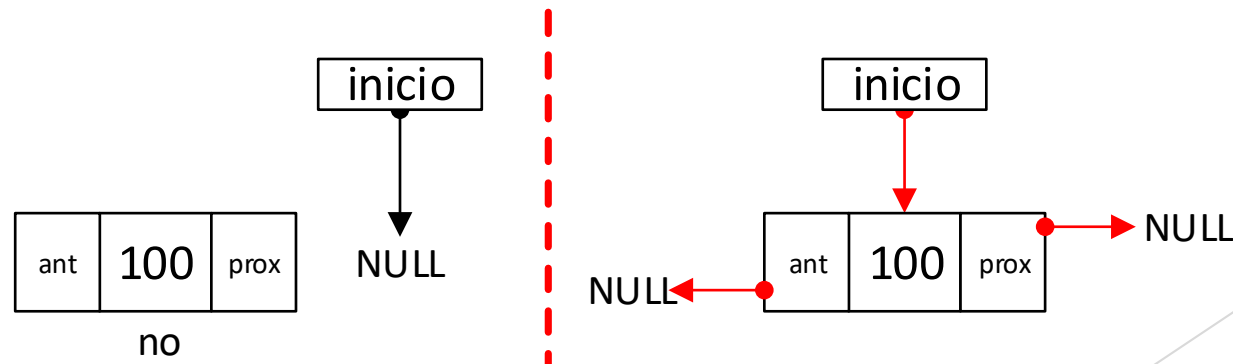 inicio
ant 100 prox
NULL
no
inicio
ant 100 prox
NULL
NULL